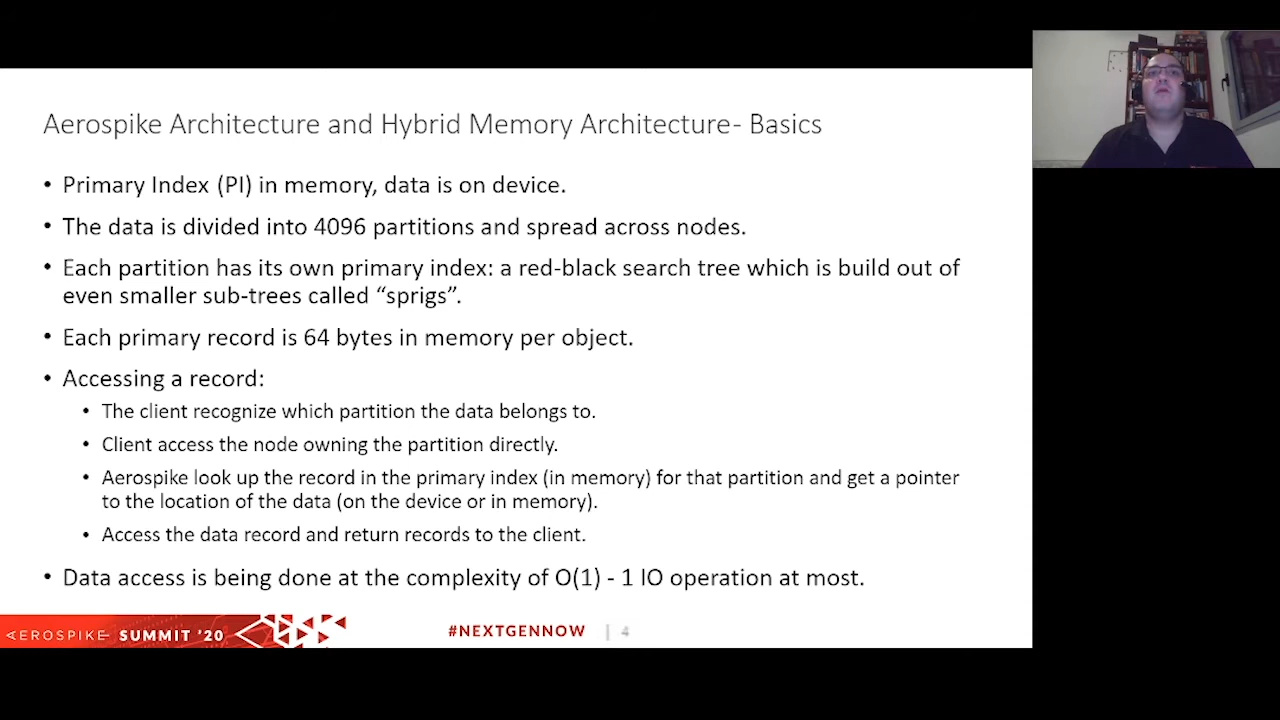 Aerospike Architecture and Hybrid Memory Architecture- Basics
• Primary Index (PI) in memory, data is on device.
• The data is divided into 4096 partitions and spread across nodes.
• Each partition has its own primary index: a red-black search tree which is build out of
even smaller sub-trees called “sprigs”.
• Each primary record is 64 bytes in memory per object.
• Accessing a record:
• The client recognize which partition the data belongs to.
• Client access the node owning the partition directly.
• Aerospike look up the record in the primary index (in memory) for that partition and get a pointer
to the location of the data (on the device or in memory).
• Access the data record and return records to the client.
• Data access is being done at the complexity of O(1) - 1 IO operation at most.
AEROSPIKE SUMMIT '20
#NEXTGENNOW | 4